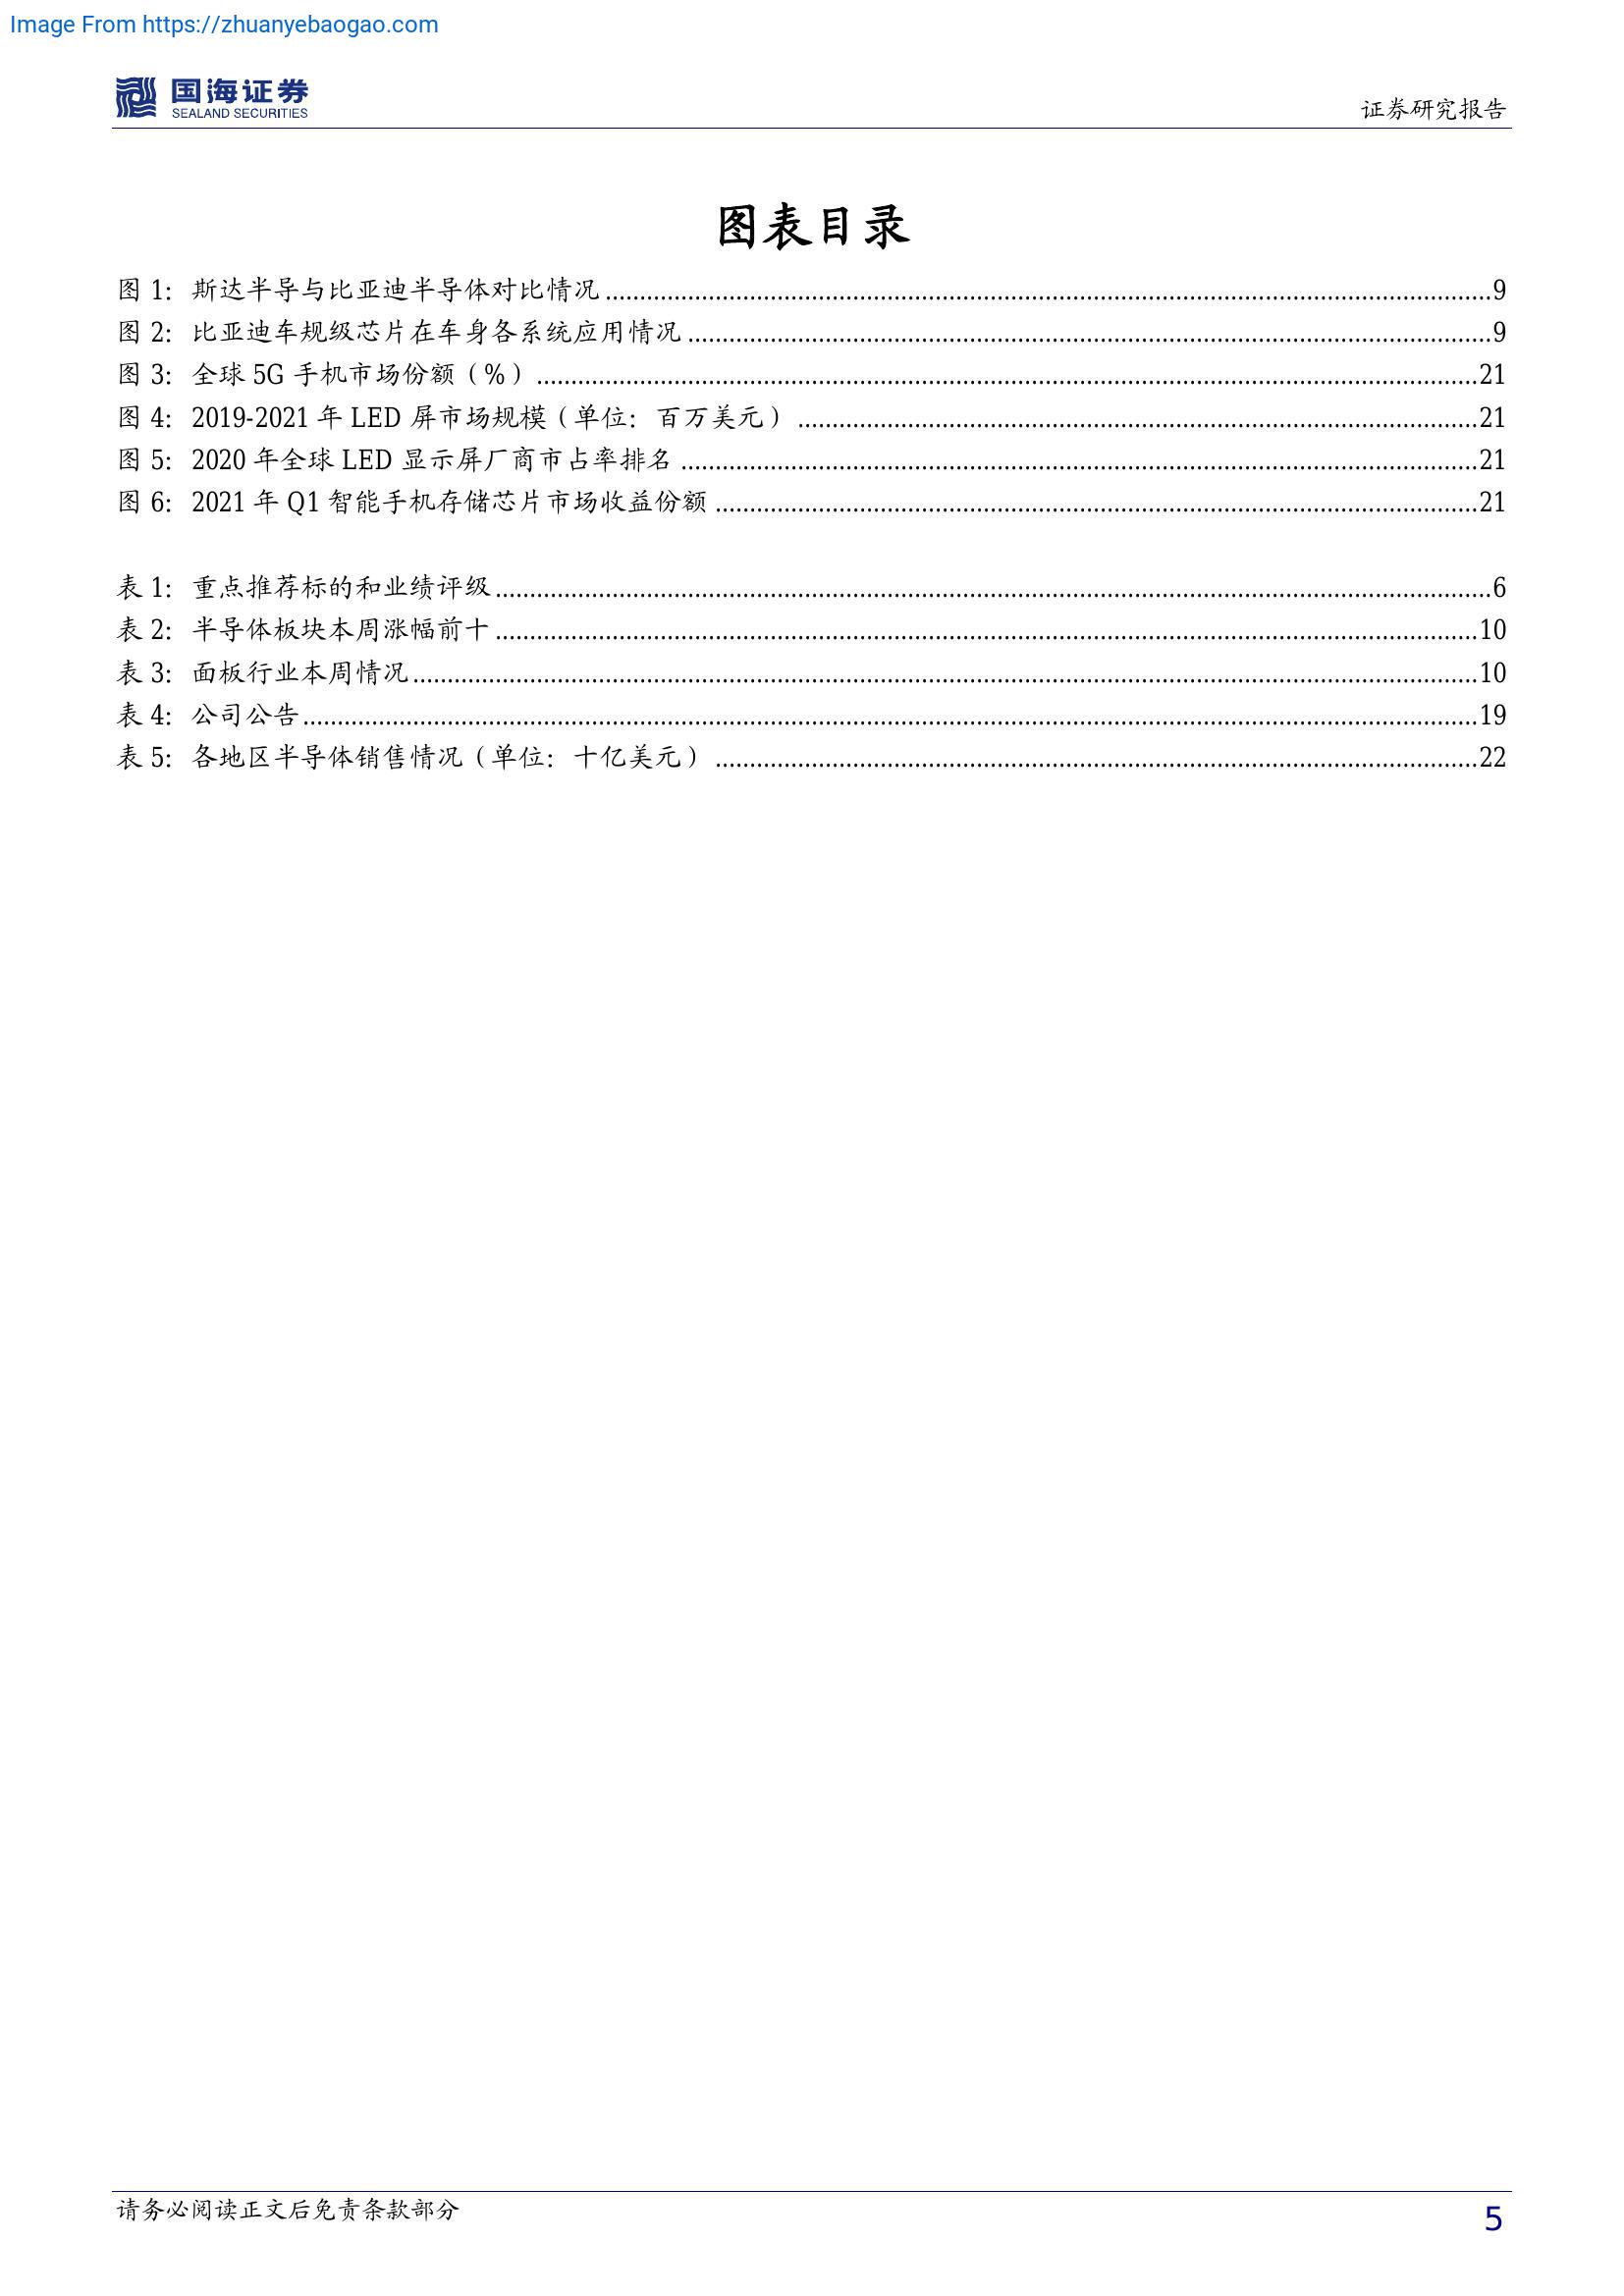 Image From https://zhuanyebaogao.com
国海证券
SEALAND SECURITIES
证券研究报告
图表目录
图 1: 斯达半导与比亚迪半导体对比情况 9
图 2: 比亚迪车规级芯片在车身各系统应用情况 9
图 3: 全球 5G 手机市场份额（%） 21
图 4: 2019-2021 年 LED 屏市场规模（单位：百万美元） 21
图 5: 2020 年全球 LED 显示屏厂商市占率排名 21
图 6: 2021 年 Q1 智能手机存储芯片市场收益份额 21
表 1: 重点推荐标的和业绩评级 6
表 2: 半导体板块本周涨幅前十 10
表 3: 面板行业本周情况 10
表 4: 公司公告 19
表 5: 各地区半导体销售情况（单位：十亿美元） 22
请务必阅读正文后免责条款部分
5